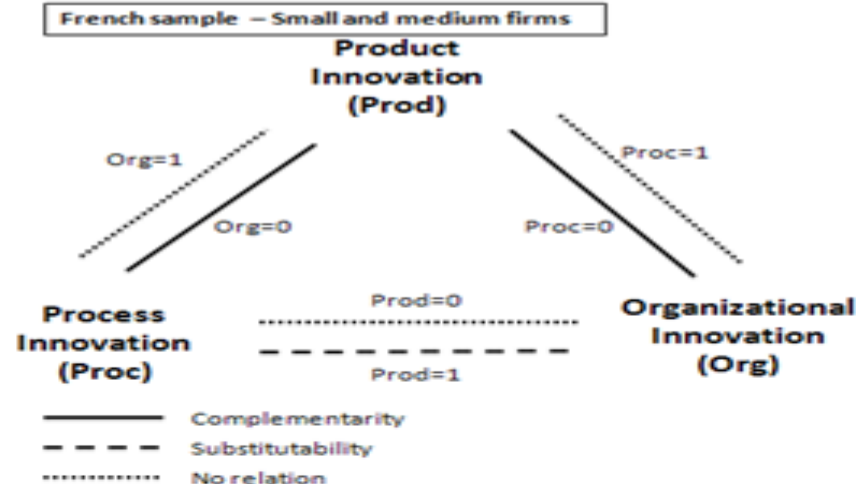 French sample – Small and medium firms
Product
Innovation
(Prod)
Org=1
Proc=1
Org=0
Proc=0
Process
Innovation
(Proc)
Prod=0
Prod=1
Organizational
Innovation
(Org)
Complementarity
Substitutability
No relation